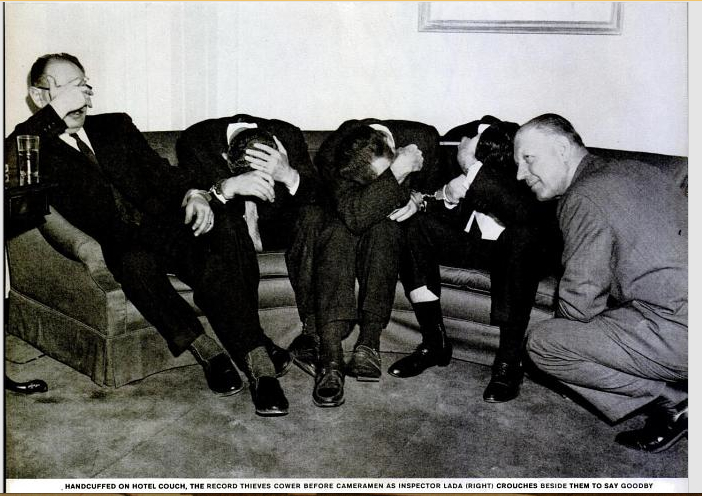 HANDCUFFED ON HOTEL COUCH, THE RECORD THIEVES COWER BEFORE CAMERAMEN AS INSPECTOR LADA (RIGHT) CROUCHES BESIDE THEM TO SAY GOODBY